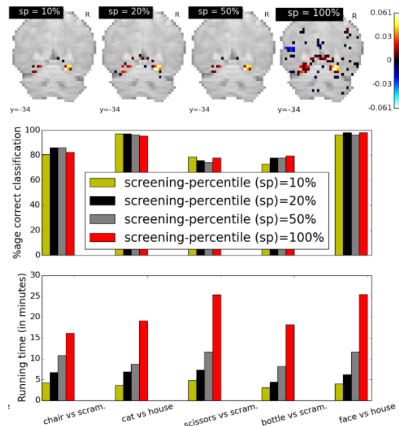 sp = 10%
sp = 20%
sp = 50%
sp = 100%
R
R
R
R
y=-34
y=-34
y=-34
y=-34
0.061
0.03
0
-0.03
-0.061
%age correct classification
100
80
60
40
20
0
screening-percentile (sp)=10%
screening-percentile (sp)=20%
screening-percentile (sp)=50%
screening-percentile (sp)=100%
Running time (in minutes)
30
25
20
15
10
5
0
chair vs scram.
cat vs house
scissors vs scram.
bottle vs scram.
face vs house